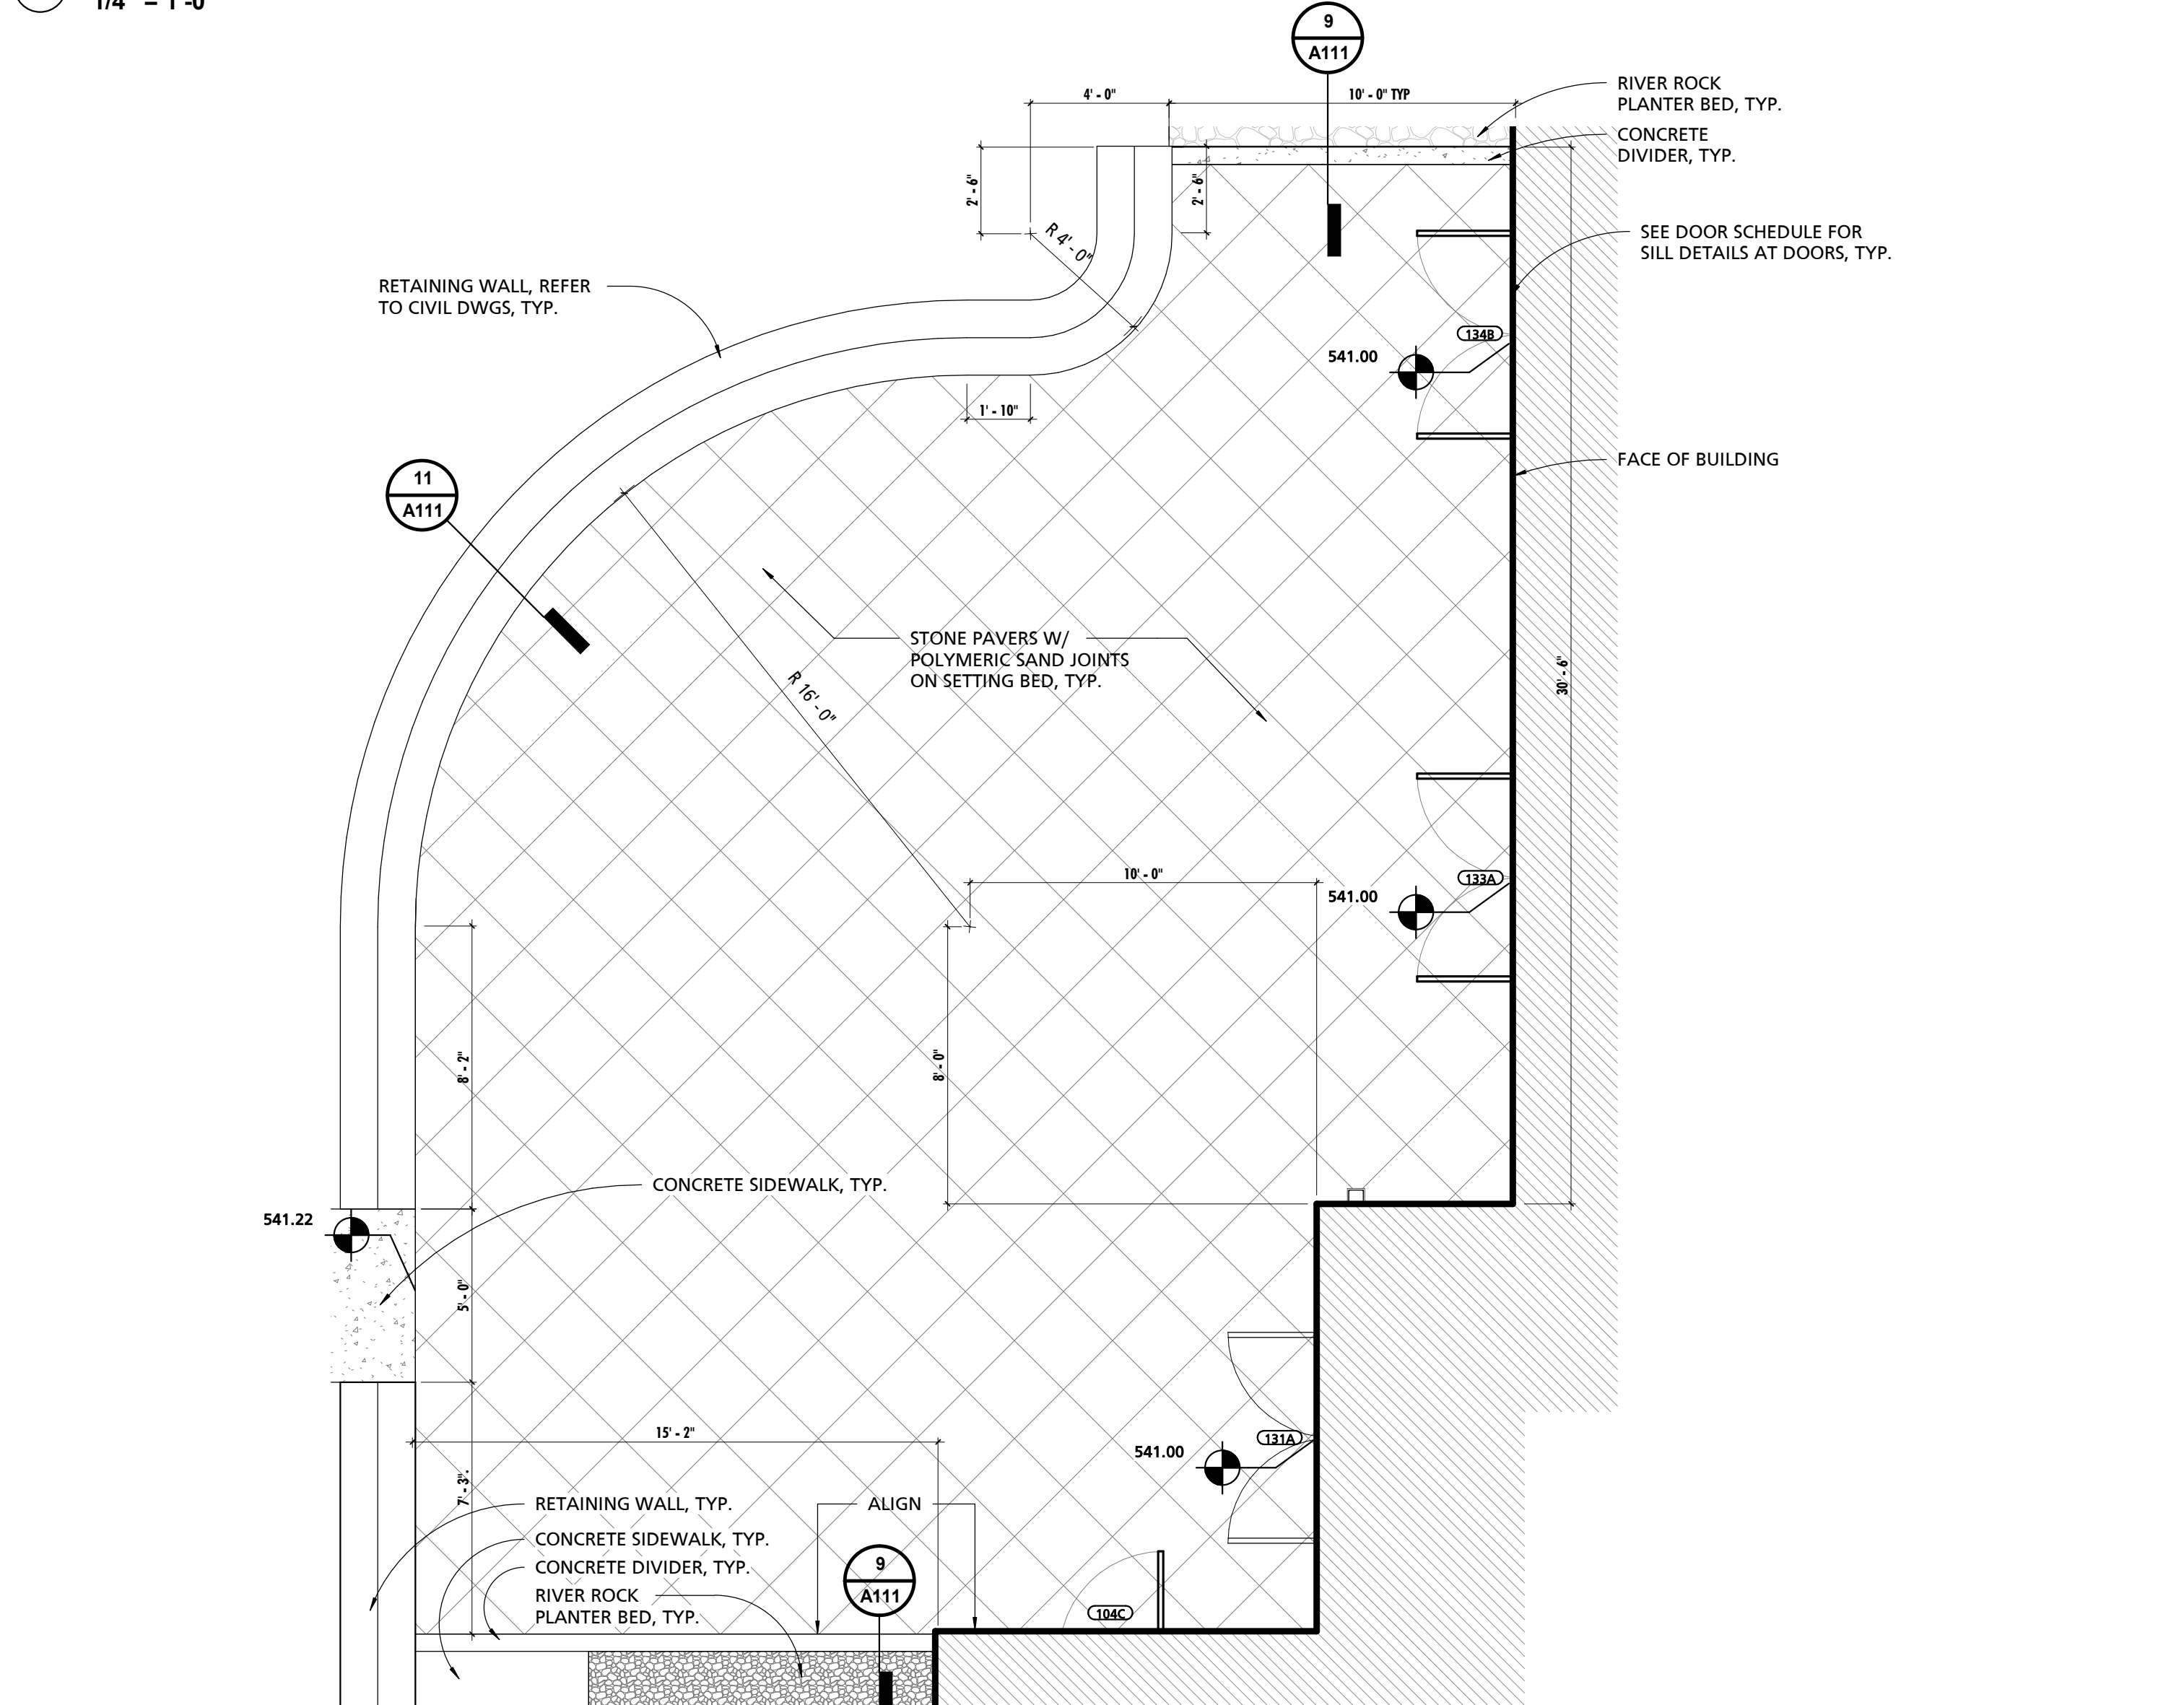 1/4" = 1'-0"
9
A111
4' - 0"
10' - 0" TYP
RIVER ROCK
PLANTER BED, TYP.
CONCRETE
DIVIDER, TYP.
2' - 6"
2' - 6"
R 4' - 0"
SEE DOOR SCHEDULE FOR
SILL DETAILS AT DOORS, TYP.
RETAINING WALL, REFER
TO CIVIL DWGS, TYP.
134B
541.00
1' - 10"
FACE OF BUILDING
11
A111
STONE PAVERS W/
POLYMERIC SAND JOINTS
ON SETTING BED, TYP.
R 16' - 0"
30' - 6"
10' - 0"
133A
541.00
8' - 2"
8' - 0"
CONCRETE SIDEWALK, TYP.
541.22
5' - 0"
15' - 2"
131A
541.00
7' - 3"
RETAINING WALL, TYP.
ALIGN
CONCRETE SIDEWALK, TYP.
CONCRETE DIVIDER, TYP.
RIVER ROCK
PLANTER BED, TYP.
9
A111
104C